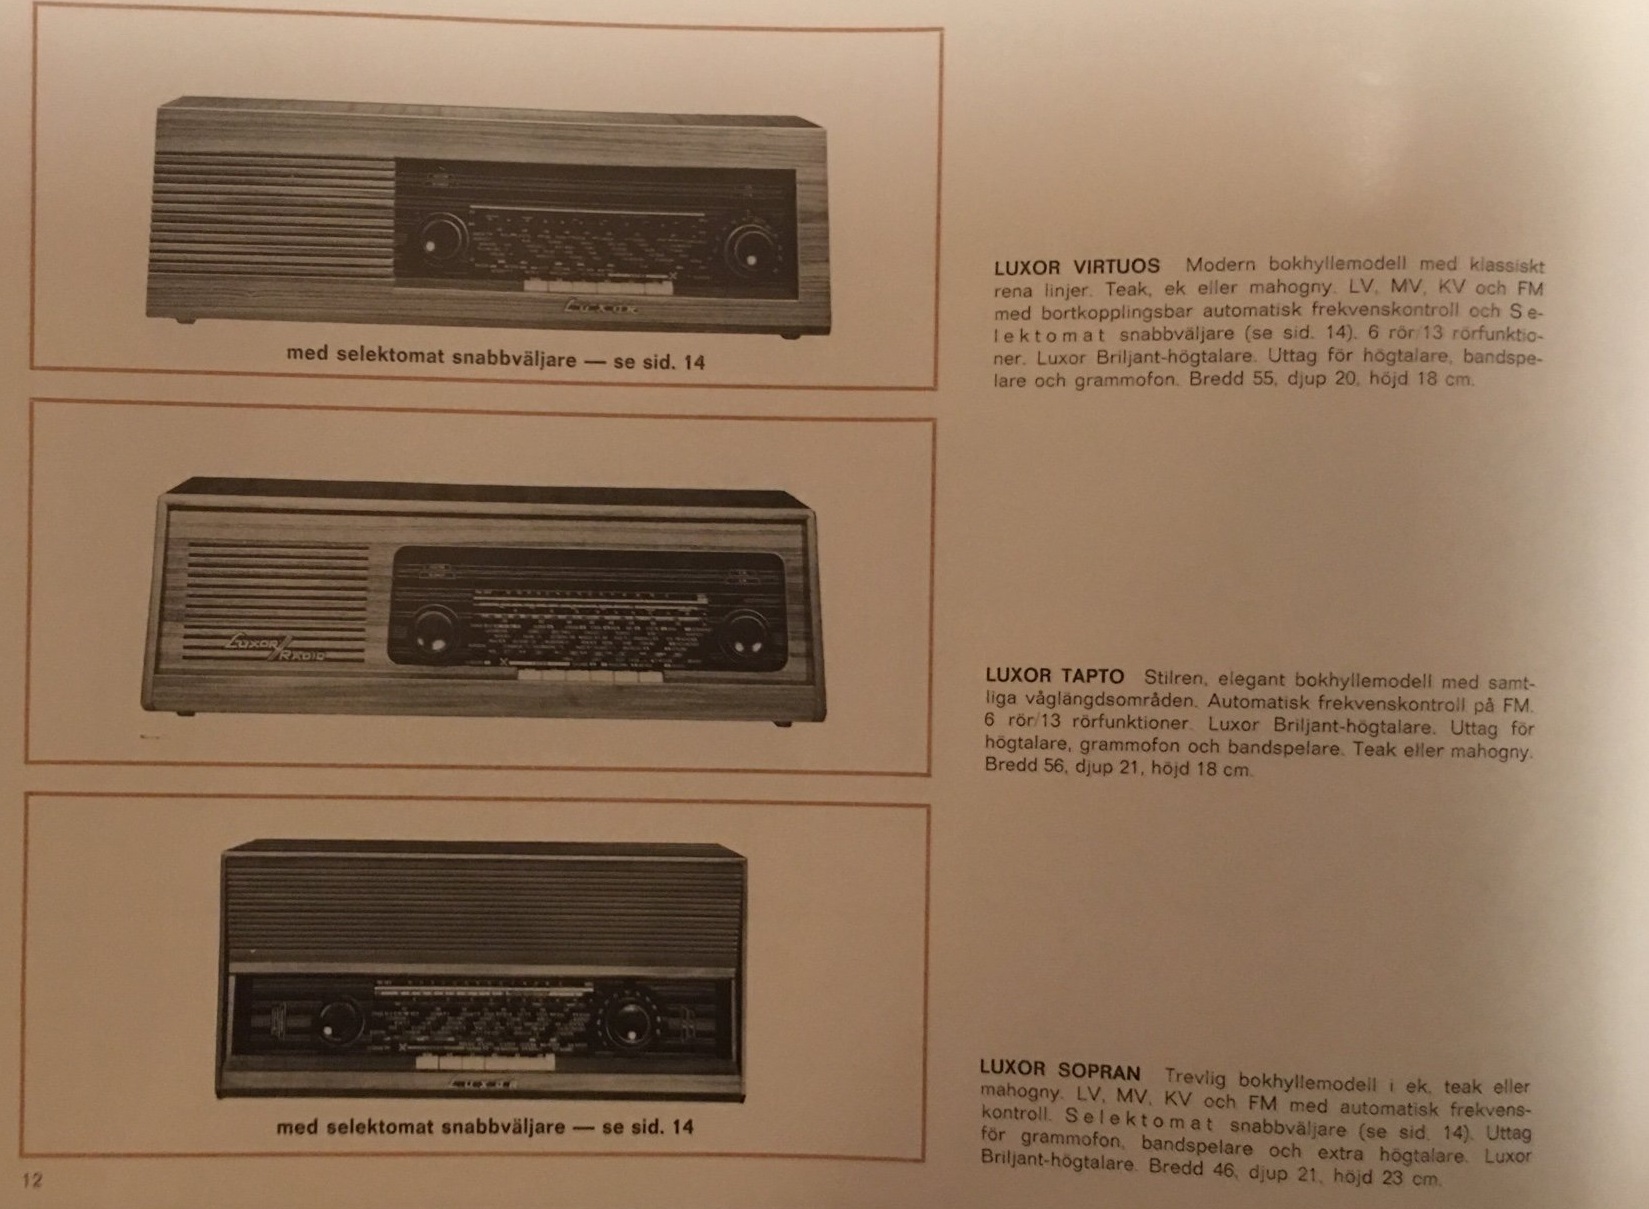 Luxor
med selektomat snabbväljare — se sid. 14
LUXOR VIRTUOS Modern bokhyllemodell med klassiskt
rena linjer. Teak, ek eller mahogny. LV, MV, KV och FM
med bortkopplingsbar automatisk frekvenskontroll och S e-
l e k t o m a t snabbväljare (se sid. 14). 6 rör/13 rörfunktio-
ner. Luxor Briljant-högtalare. Uttag för högtalare, bandspe-
lare och grammofon. Bredd 55, djup 20, höjd 18 cm.
LUXOR RADIO
LUXOR TAPTO Stilren, elegant bokhyllemodell med samt-
liga våglängdsområden. Automatisk frekvenskontroll på FM.
6 rör/13 rörfunktioner. Luxor Briljant-högtalare. Uttag för
högtalare, grammofon och bandspelare. Teak eller mahogny.
Bredd 56, djup 21, höjd 18 cm.
LUXOR
med selektomat snabbväljare — se sid. 14
LUXOR SOPRAN Trevlig bokhyllemodell i ek, teak eller
mahogny. LV, MV, KV och FM med automatisk frekvens-
kontroll. S e l e k t o m a t snabbväljare (se sid. 14). Uttag
för grammofon, bandspelare och extra högtalare. Luxor
Briljant-högtalare. Bredd 46, djup 21, höjd 23 cm.
12